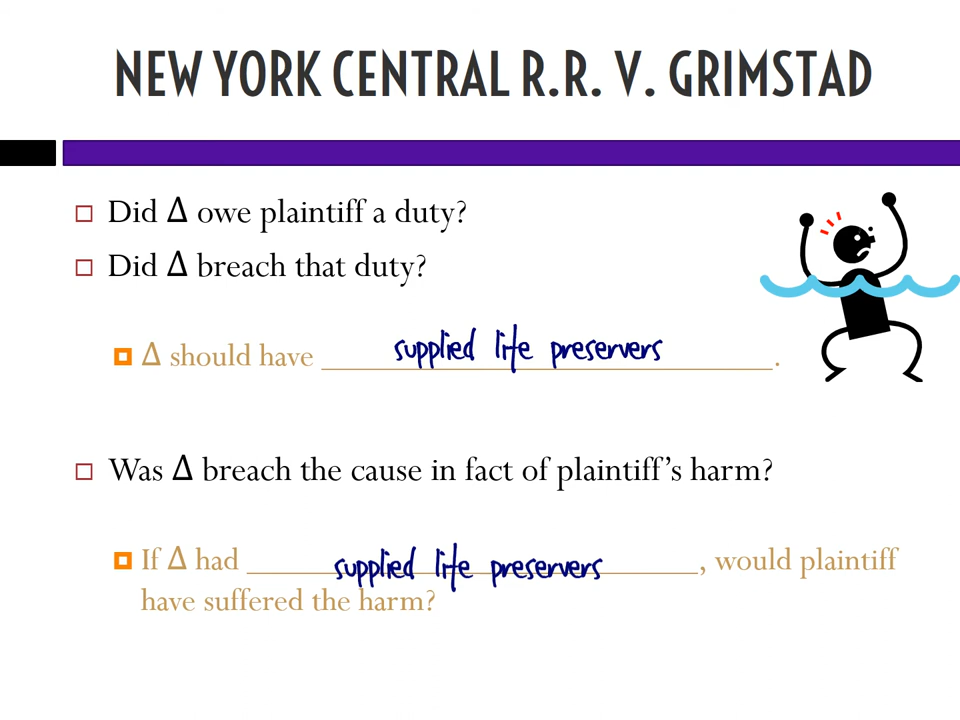 NEW YORK CENTRAL R.R. V. GRIMSTAD
Did Δ owe plaintiff a duty?
Did Δ breach that duty?
Δ should have supplied life preservers.
Was Δ breach the cause in fact of plaintiff's harm?
If Δ had supplied life preservers, would plaintiff
have suffered the harm?